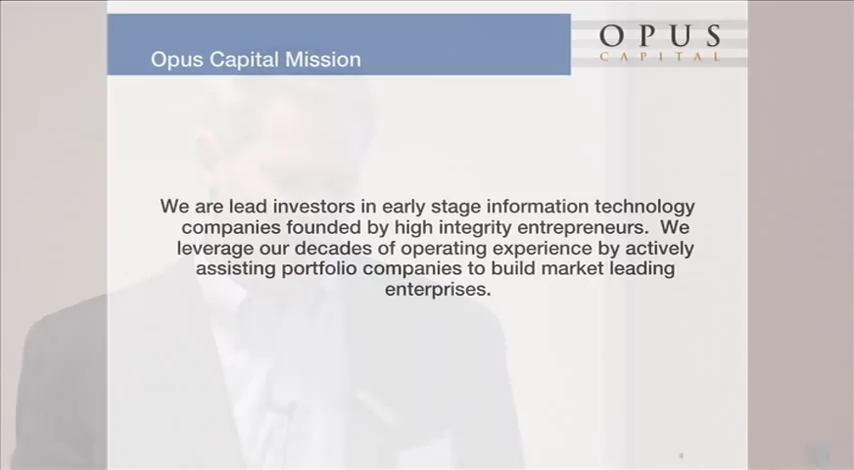 Opus Capital Mission
OPUS
CAPITAL
We are lead investors in early stage information technology
companies founded by high integrity entrepreneurs.  We
leverage our decades of operating experience by actively
assisting portfolio companies to build market leading
enterprises.